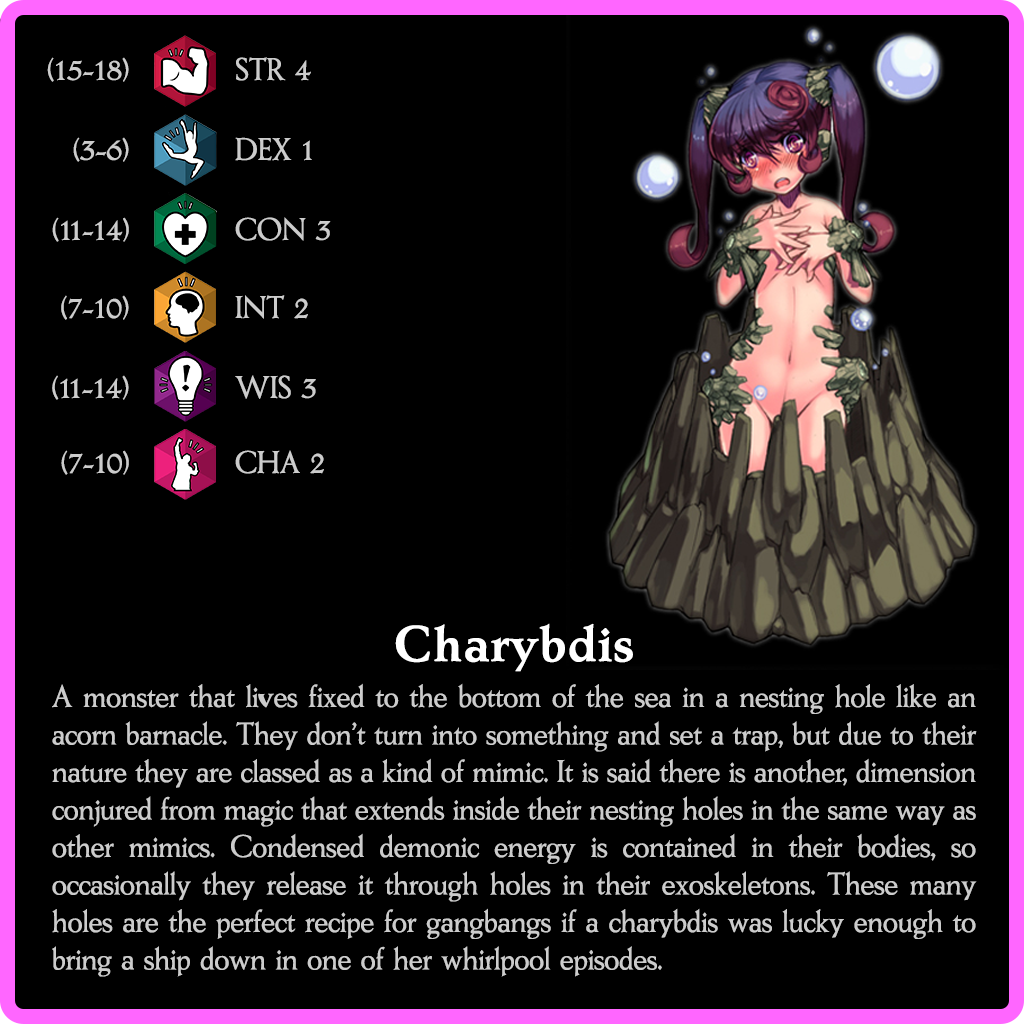 (15-18) STR 4
(3-6) DEX 1
(11-14) CON 3
(7-10) INT 2
(11-14) WIS 3
(7-10) CHA 2
Charybdis
A monster that lives fixed to the bottom of the sea in a nesting hole like an
acorn barnacle. They don't turn into something and set a trap, but due to their
nature they are classed as a kind of mimic. It is said there is another, dimension
conjured from magic that extends inside their nesting holes in the same way as
other mimics. Condensed demonic energy is contained in their bodies, so
occasionally they release it through holes in their exoskeletons. These many
holes are the perfect recipe for gangbangs if a charybdis was lucky enough to
bring a ship down in one of her whirlpool episodes.